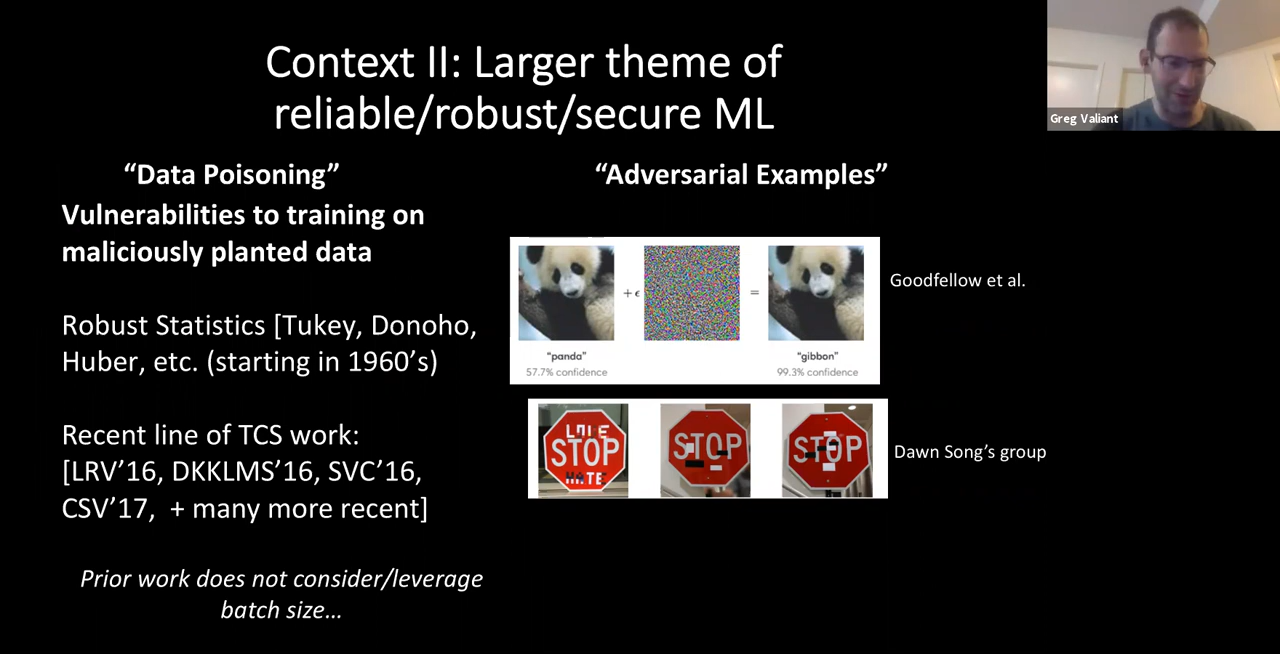 Context II: Larger theme of
reliable/robust/secure ML
Greg Valiant
“Data Poisoning”
Vulnerabilities to training on
maliciously planted data
Robust Statistics [Tukey, Donoho,
Huber, etc. (starting in 1960’s)
Recent line of TCS work:
[LRV’16, DKKLMS’16, SVC’16,
CSV’17, + many more recent]
Prior work does not consider/leverage
batch size…
“Adversarial Examples”
+ ϵ
=
“panda”
57.7% confidence
“gibbon”
99.3% confidence
Goodfellow et al.
STOP
HATE
STOP
STOP
Dawn Song’s group